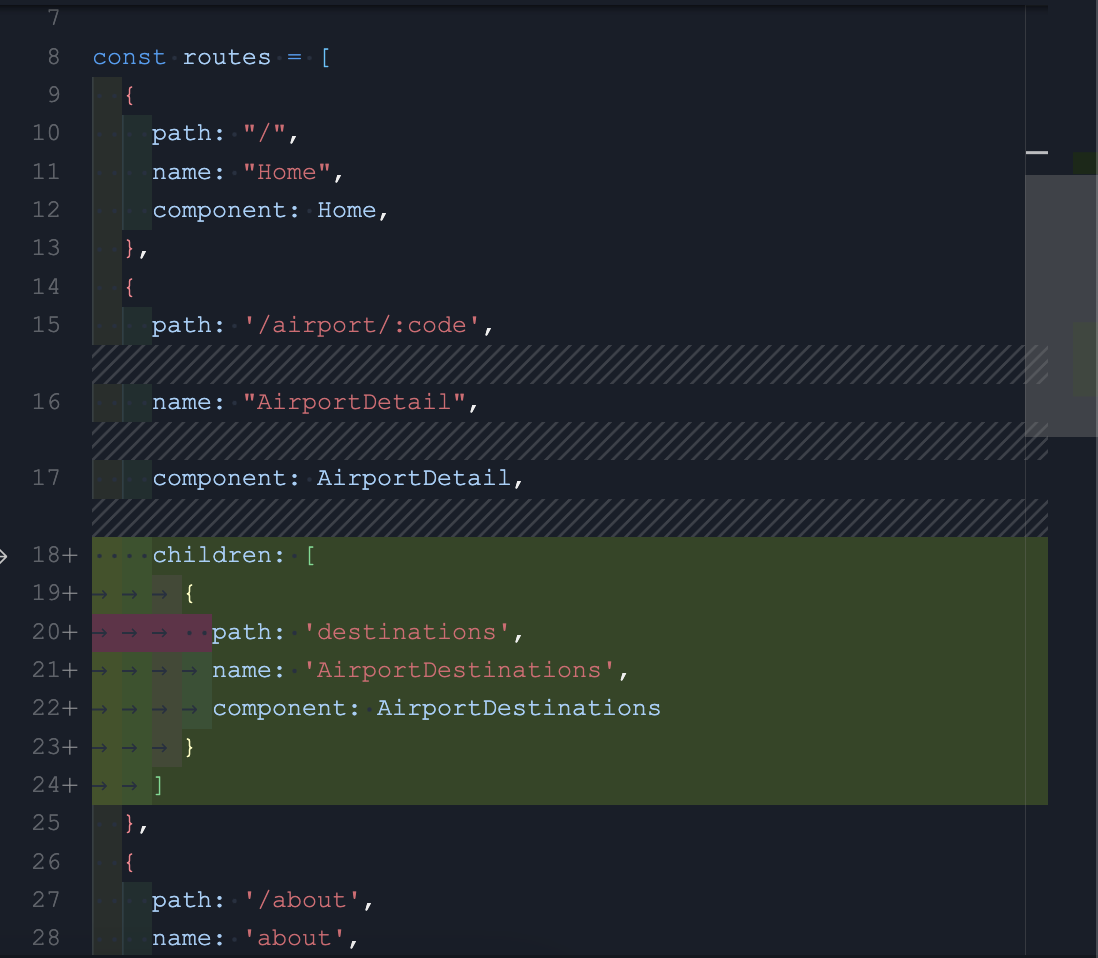 7
8 const routes = [
9 {
10 path: "/",
11 name: "Home",
12 component: Home,
13 },
14 {
15 path: '/airport/:code',
16 name: "AirportDetail",
17 component: AirportDetail,
18+ children: [
19+ {
20+ path: 'destinations',
21+ name: 'AirportDestinations',
22+ component: AirportDestinations
23+ }
24+ ]
25 },
26 {
27 path: '/about',
28 name: 'about',